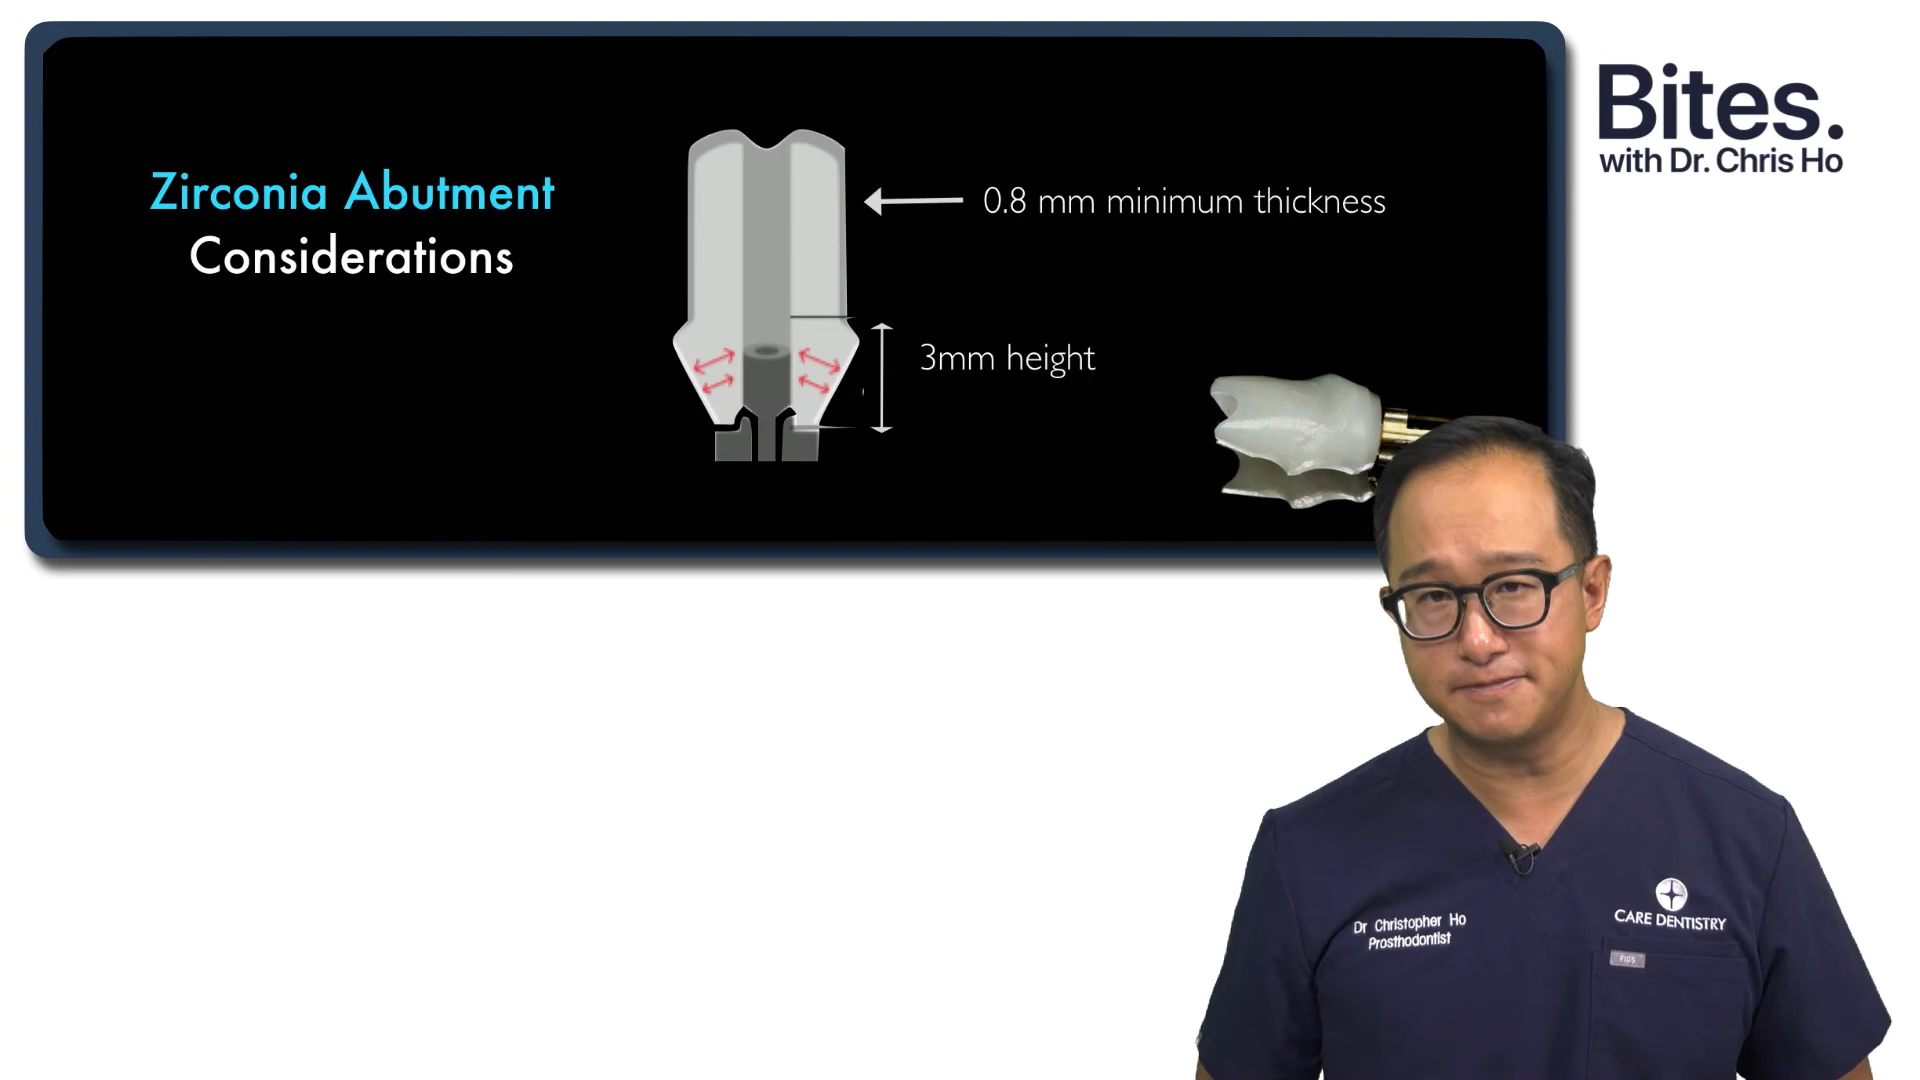 Zirconia Abutment
Considerations
0.8 mm minimum thickness
3mm height
Bites.
with Dr. Chris Ho
Dr Christopher Ho
Prosthodontist
CARE DENTISTRY
FIGS